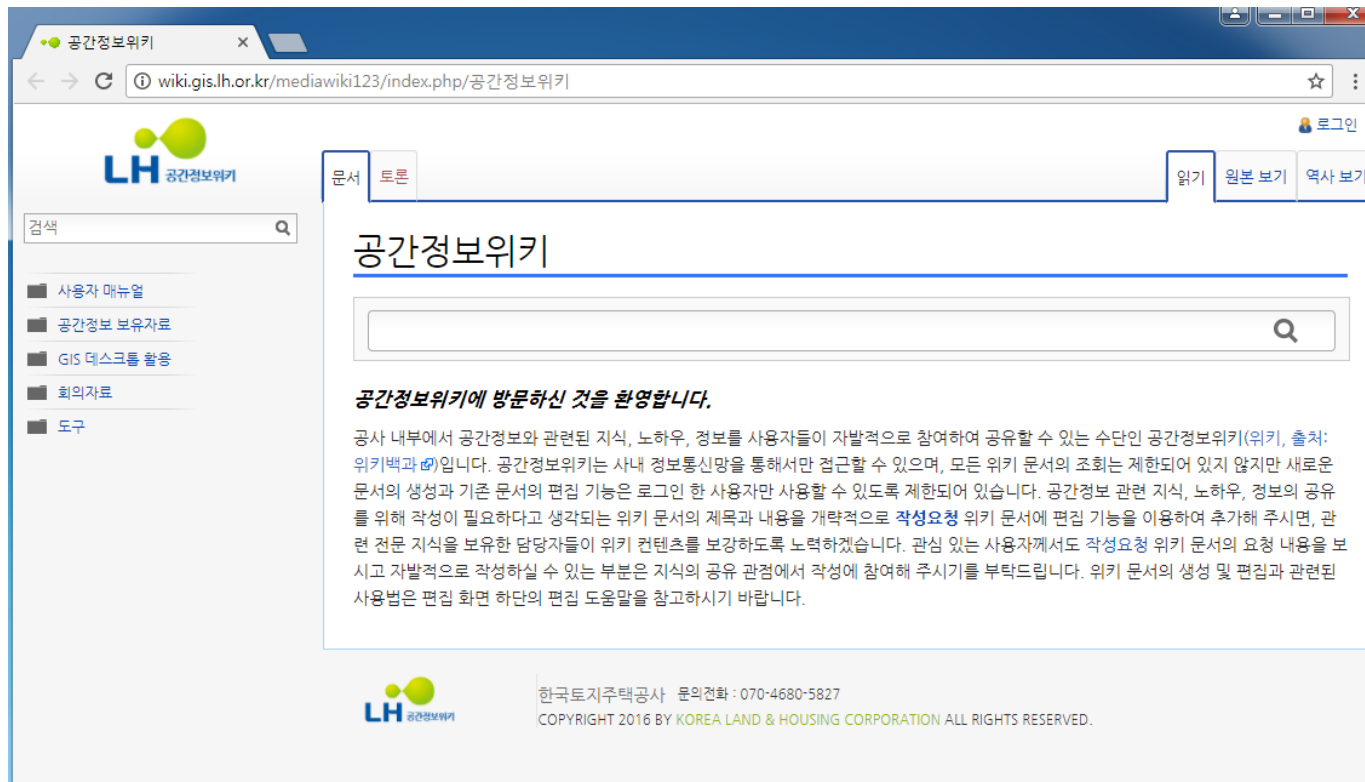 공간정보위키
wiki.gis.lh.or.kr/mediawiki123/index.php/공간정보위키
로그인
LH 공간정보위키
문서 토론 읽기 원본 보기 역사 보기
검색
공간정보위키
사용자 매뉴얼
공간정보 보유자료
GIS 데스크톱 활용
회의자료
도구
공간정보위키에 방문하신 것을 환영합니다.
공사 내부에서 공간정보와 관련된 지식, 노하우, 정보를 사용자들이 자발적으로 참여하여 공유할 수 있는 수단인 공간정보위키(위키, 출처:
위키백과)입니다. 공간정보위키는 사내 정보통신망을 통해서만 접근할 수 있으며, 모든 위키 문서의 조회는 제한되어 있지 않지만 새로운
문서의 생성과 기존 문서의 편집 기능은 로그인 한 사용자만 사용할 수 있도록 제한되어 있습니다. 공간정보 관련 지식, 노하우, 정보의 공유
를 위해 작성이 필요하다고 생각되는 위키 문서의 제목과 내용을 개략적으로 작성요청 위키 문서에 편집 기능을 이용하여 추가해 주시면, 관
련 전문 지식을 보유한 담당자들이 위키 컨텐츠를 보강하도록 노력하겠습니다. 관심 있는 사용자께서도 작성요청 위키 문서의 요청 내용을 보
시고 자발적으로 작성하실 수 있는 부분은 지식의 공유 관점에서 작성에 참여해 주시기를 부탁드립니다. 위키 문서의 생성 및 편집과 관련된
사용법은 편집 화면 하단의 편집 도움말을 참고하시기 바랍니다.
LH 공간정보위키
한국토지주택공사 문의전화 : 070-4680-5827
COPYRIGHT 2016 BY KOREA LAND & HOUSING CORPORATION ALL RIGHTS RESERVED.